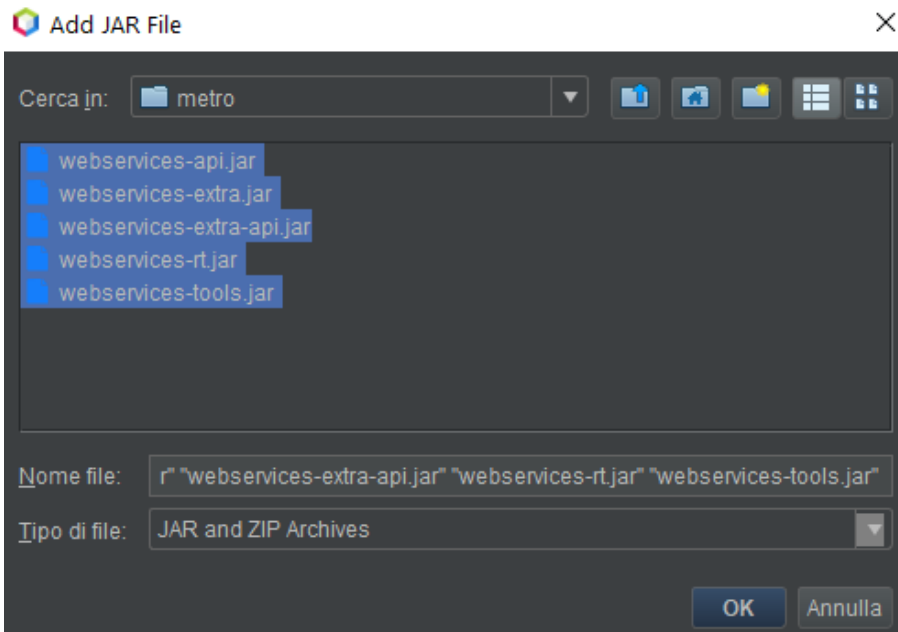 Add JAR File
Cerca in: metro
webservices-api.jar
webservices-extra.jar
webservices-extra-api.jar
webservices-rt.jar
webservices-tools.jar
Nome file: r" "webservices-extra-api.jar" "webservices-rt.jar" "webservices-tools.jar"
Tipo di file: JAR and ZIP Archives
OK Annulla